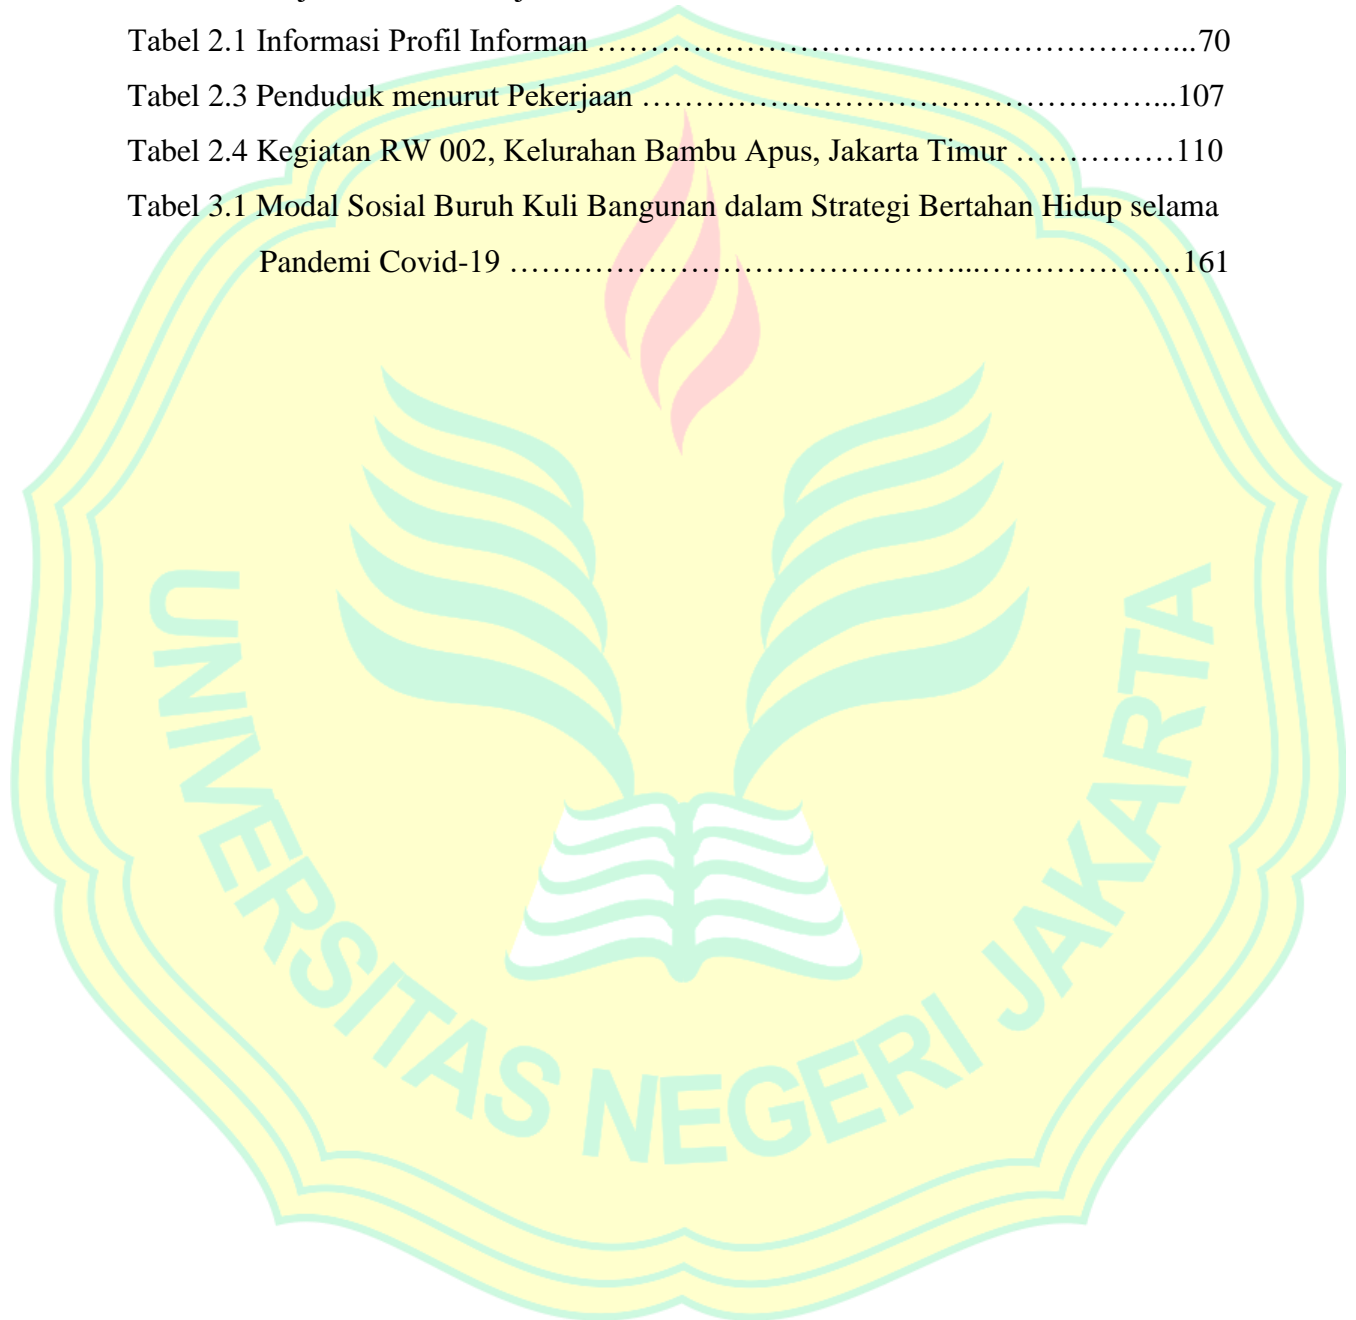 Tabel 2.1 Informasi Profil Informan ………………………………………………...70
Tabel 2.3 Penduduk menurut Pekerjaan …………………………………………...107
Tabel 2.4 Kegiatan RW 002, Kelurahan Bambu Apus, Jakarta Timur ……………110
Tabel 3.1 Modal Sosial Buruh Kuli Bangunan dalam Strategi Bertahan Hidup selama
Pandemi Covid-19 ……………………………………...……………….161
UNIVERSITAS NEGERI JAKARTA